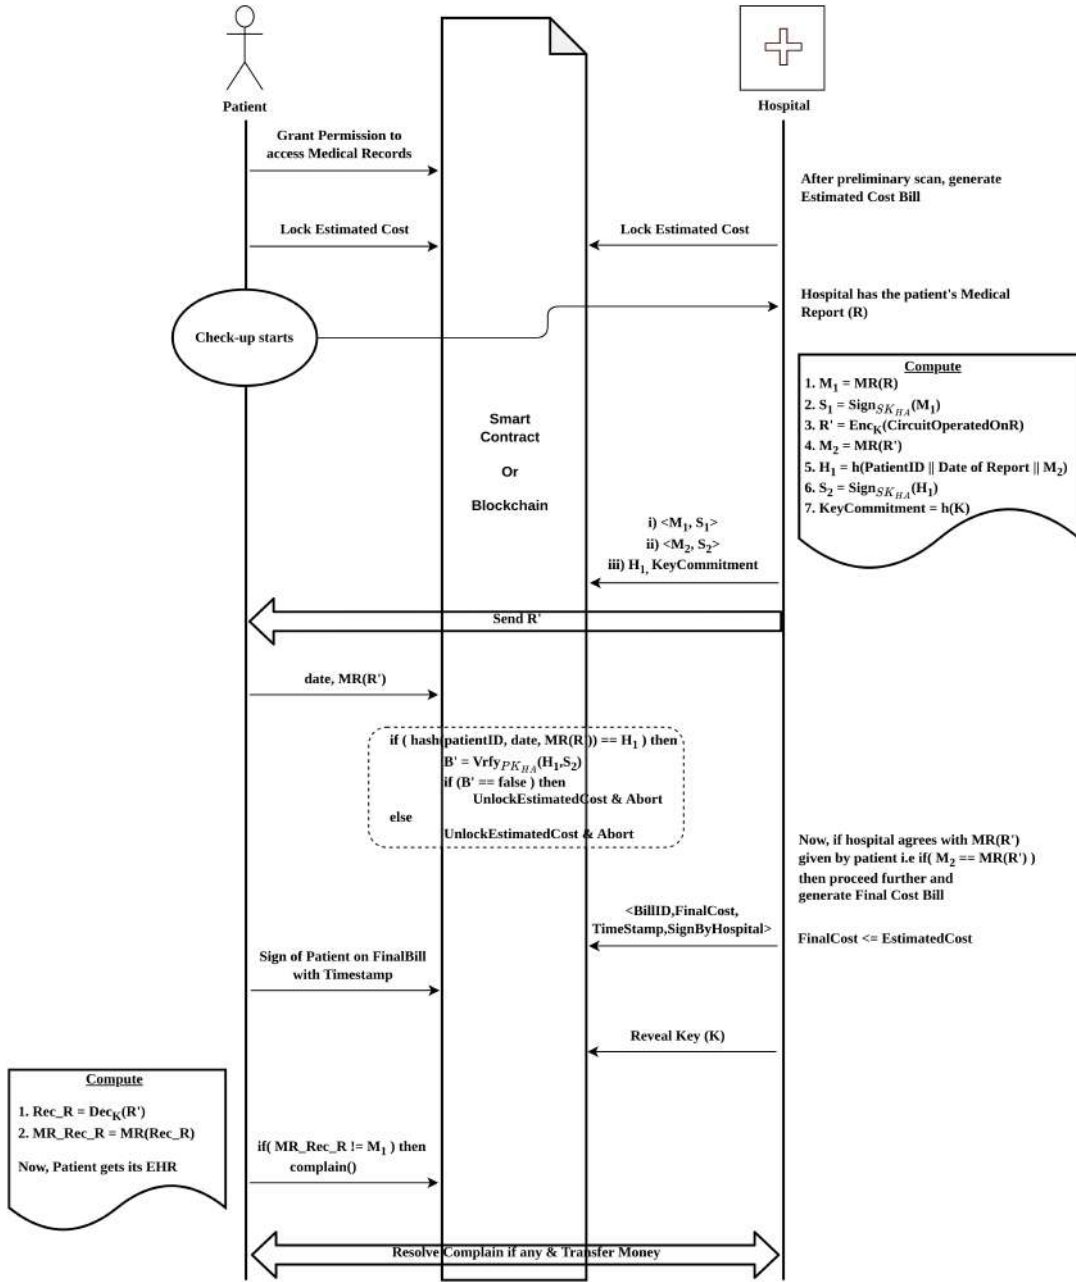 Patient
Hospital
Grant Permission to
access Medical Records
After preliminary scan, generate
Estimated Cost Bill
Lock Estimated Cost
Lock Estimated Cost
Hospital has the patient's Medical
Report (R)
Check-up starts
Compute
1. M1 = MR(R)
2. S1 = Sign_SK_HA(M1)
3. R' = Enc_K(CircuitOperatedOnR)
4. M2 = MR(R')
5. H1 = h(PatientID || Date of Report || M2)
6. S2 = Sign_SK_HA(H1)
7. KeyCommitment = h(K)
Smart
Contract
Or
Blockchain
i) <M1, S1>
ii) <M2, S2>
iii) H1, KeyCommitment
Send R'
date, MR(R')
if ( hash(patientID, date, MR(R')) == H1 ) then
B' = Vrfy_PK_HA(H1,S2)
if (B' == false ) then
UnlockEstimatedCost & Abort
else
UnlockEstimatedCost & Abort
Now, if hospital agrees with MR(R')
given by patient i.e if( M2 == MR(R') )
then proceed further and
generate Final Cost Bill
<BillID,FinalCost,
TimeStamp,SignByHospital>
FinalCost <= EstimatedCost
Sign of Patient on FinalBill
with Timestamp
Reveal Key (K)
Compute
1. Rec_R = Dec_K(R')
2. MR_Rec_R = MR(Rec_R)
Now, Patient gets its EHR
if( MR_Rec_R != M1 ) then
complain()
Resolve Complain if any & Transfer Money